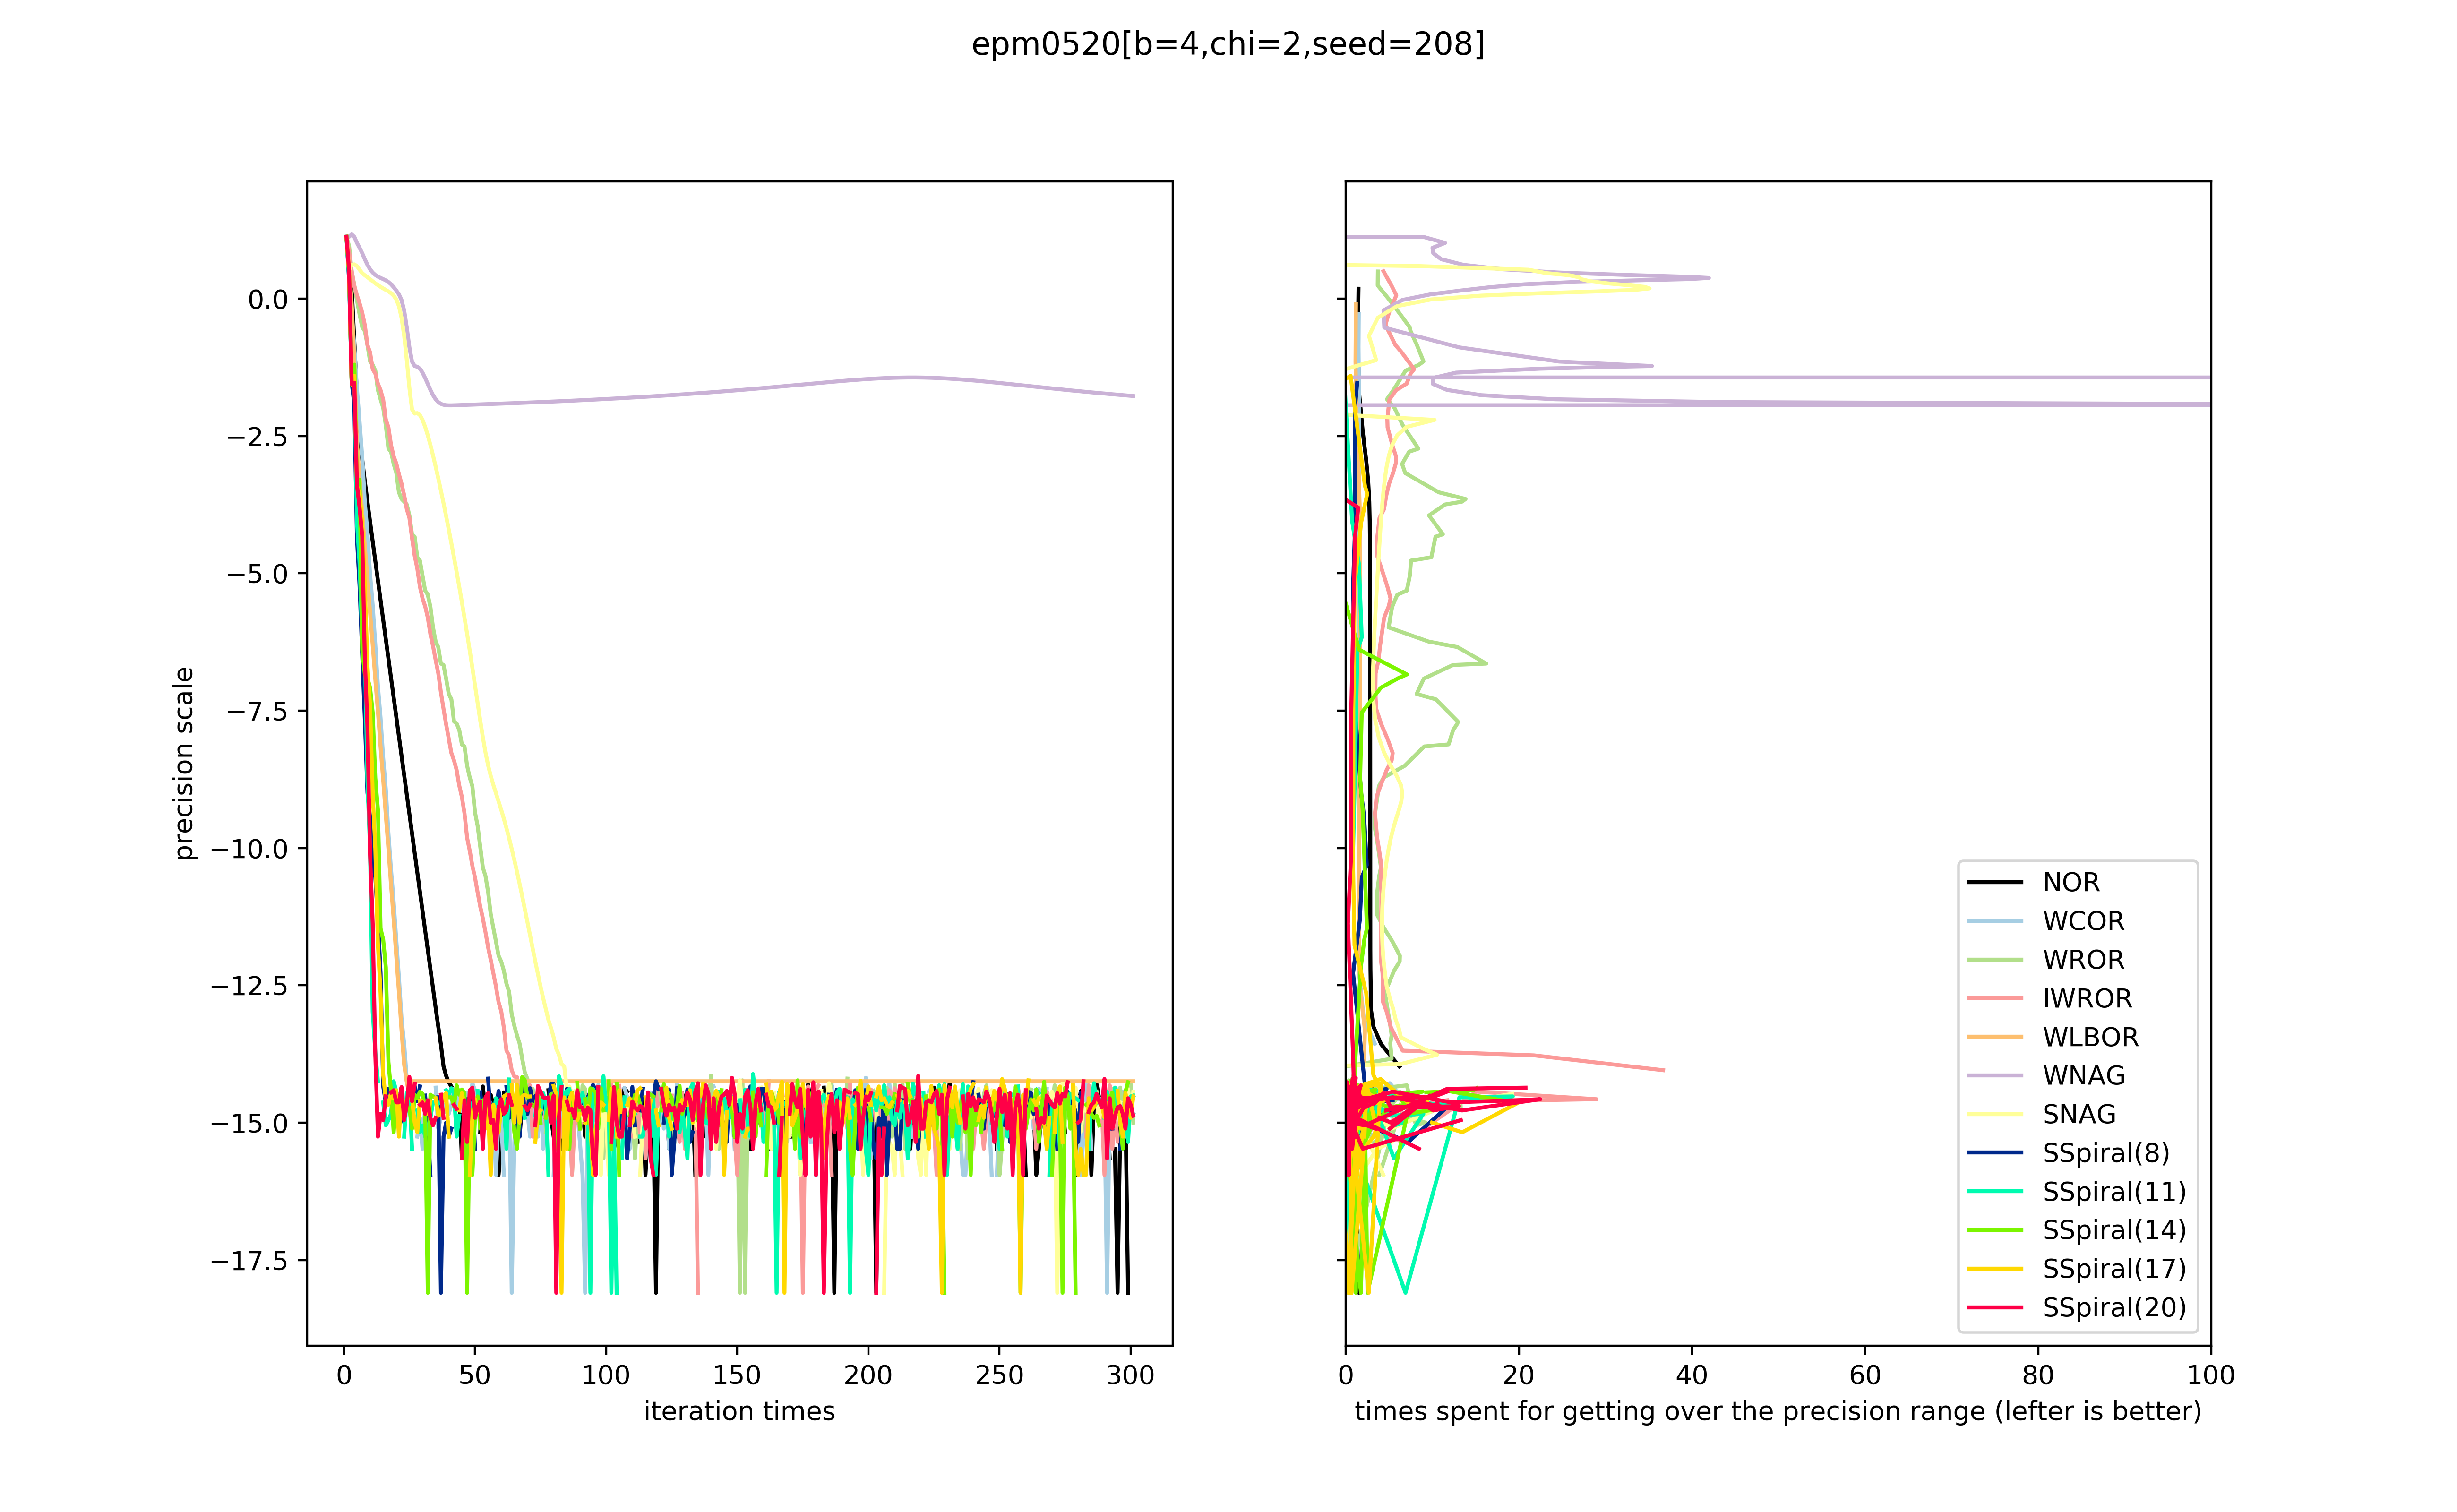 epm0520[b=4,chi=2,seed=208]
precision scale
0.0
−2.5
−5.0
−7.5
−10.0
−12.5
−15.0
−17.5
0 50 100 150 200 250 300
iteration times
0 20 40 60 80 100
times spent for getting over the precision range (lefter is better)
NOR
WCOR
WROR
IWROR
WLBOR
WNAG
SNAG
SSpiral(8)
SSpiral(11)
SSpiral(14)
SSpiral(17)
SSpiral(20)